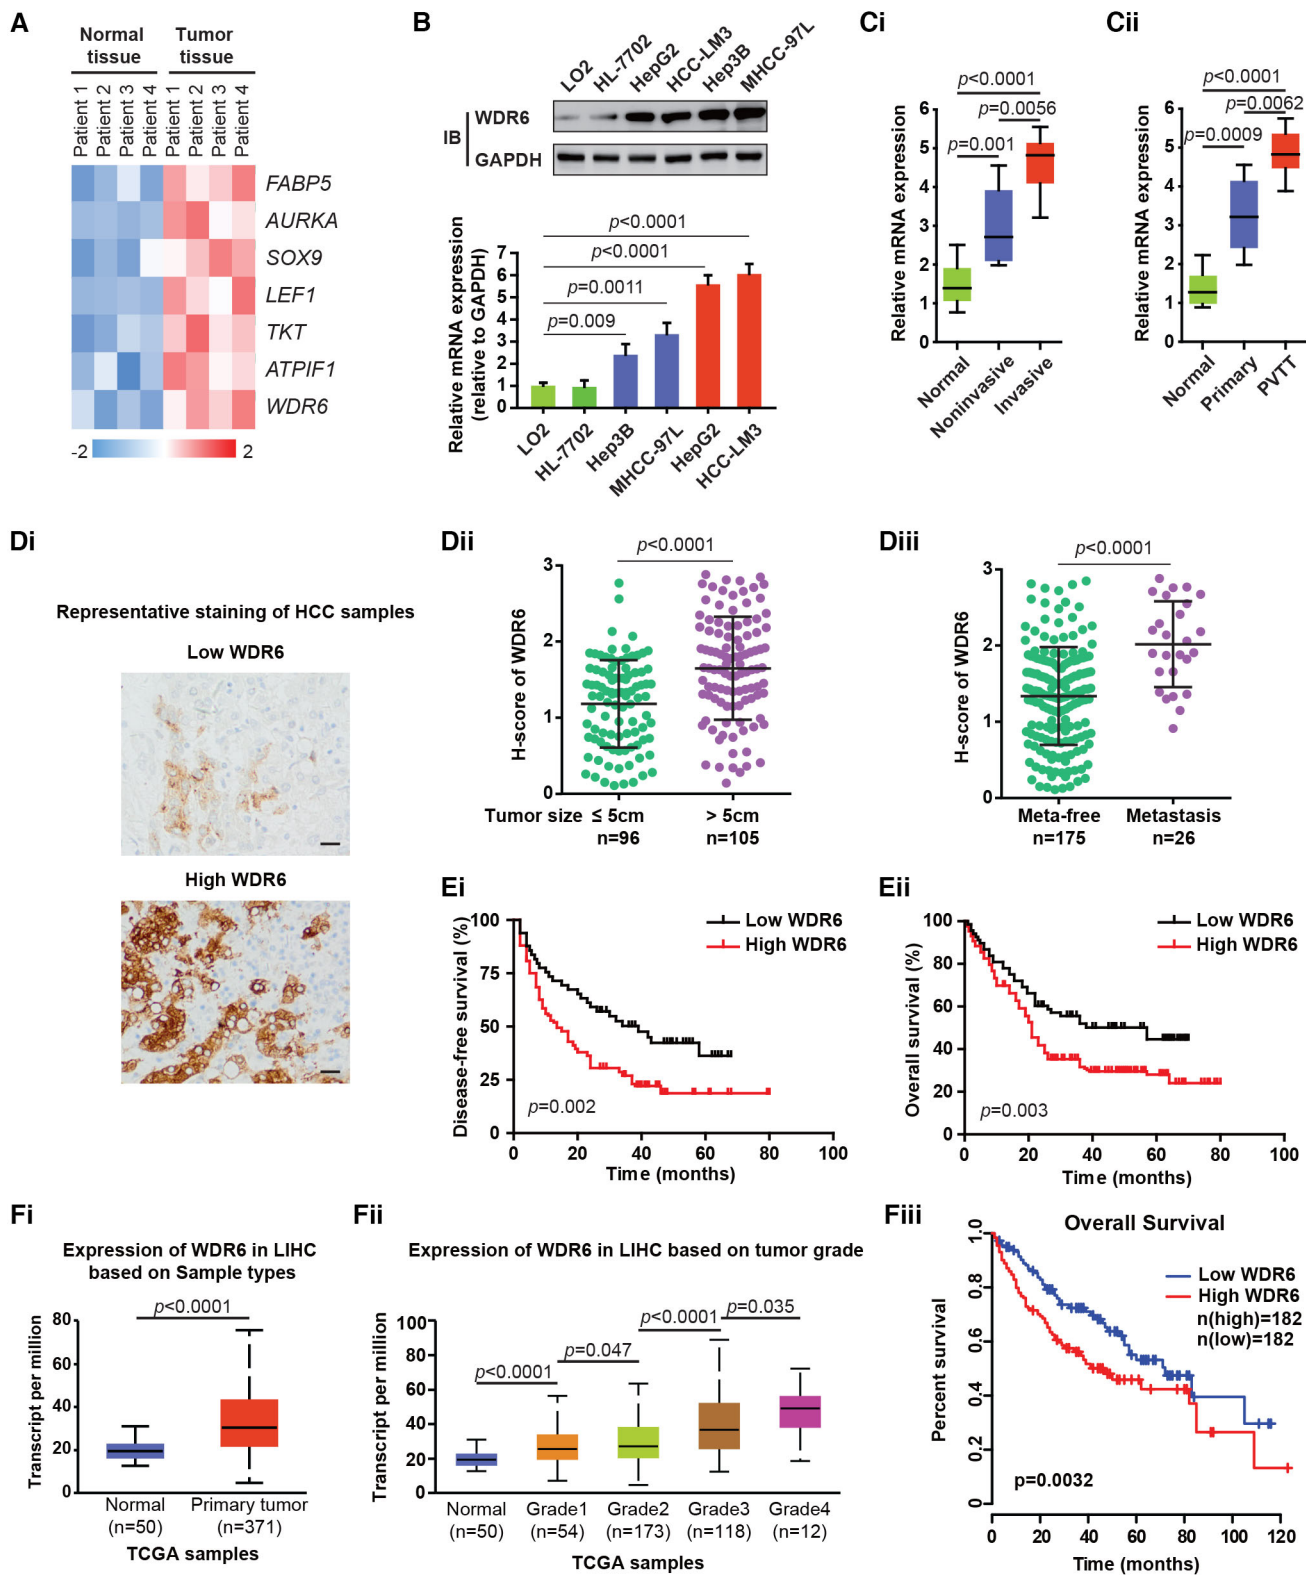 A
Normal tissue
Tumor tissue
Patient 1
Patient 2
Patient 3
Patient 4
Patient 1
Patient 2
Patient 3
Patient 4
FABP5
AURKA
SOX9
LEF1
TKT
ATPIF1
WDR6
-2
2
B
LO2
HL-7702
HepG2
HCC-LM3
Hep3B
MHCC-97L
IB
WDR6
GAPDH
Relative mRNA expression
(relative to GAPDH)
7
6
5
4
3
2
1
0
p<0.0001
p<0.0001
p=0.0011
p=0.009
LO2
HL-7702
Hep3B
MHCC-97L
HepG2
HCC-LM3
Ci
Relative mRNA expression
6
5
4
3
2
1
0
p<0.0001
p=0.0056
p=0.001
Normal
Noninvasive
Invasive
Cii
Relative mRNA expression
6
5
4
3
2
1
0
p<0.0001
p=0.0062
p=0.0009
Normal
Primary
PVTT
Di
Representative staining of HCC samples
Low WDR6
High WDR6
Dii
H-score of WDR6
3
2
1
0
p<0.0001
Tumor size ≤ 5cm > 5cm
n=96 n=105
Diii
H-score of WDR6
3
2
1
0
p<0.0001
Meta-free Metastasis
n=175 n=26
Ei
Disease-free survival (%)
100
75
50
25
0
Low WDR6
High WDR6
p=0.002
0 20 40 60 80 100
Time (months)
Eii
Overall survival (%)
100
80
60
40
20
0
Low WDR6
High WDR6
p=0.003
0 20 40 60 80 100
Time (months)
Fi
Expression of WDR6 in LIHC
based on Sample types
Transcript per million
80
60
40
20
0
p<0.0001
Normal Primary tumor
(n=50) (n=371)
TCGA samples
Fii
Expression of WDR6 in LIHC based on tumor grade
Transcript per million
100
80
60
40
20
0
p<0.0001
p=0.047
p<0.0001
p=0.035
Normal Grade1 Grade2 Grade3 Grade4
(n=50) (n=54) (n=173) (n=118) (n=12)
TCGA samples
Fiii
Overall Survival
Percent survival
1.0
0.8
0.6
0.4
0.2
0
Low WDR6
High WDR6
n(high)=182
n(low)=182
p=0.0032
0 20 40 60 80 100 120
Time (months)